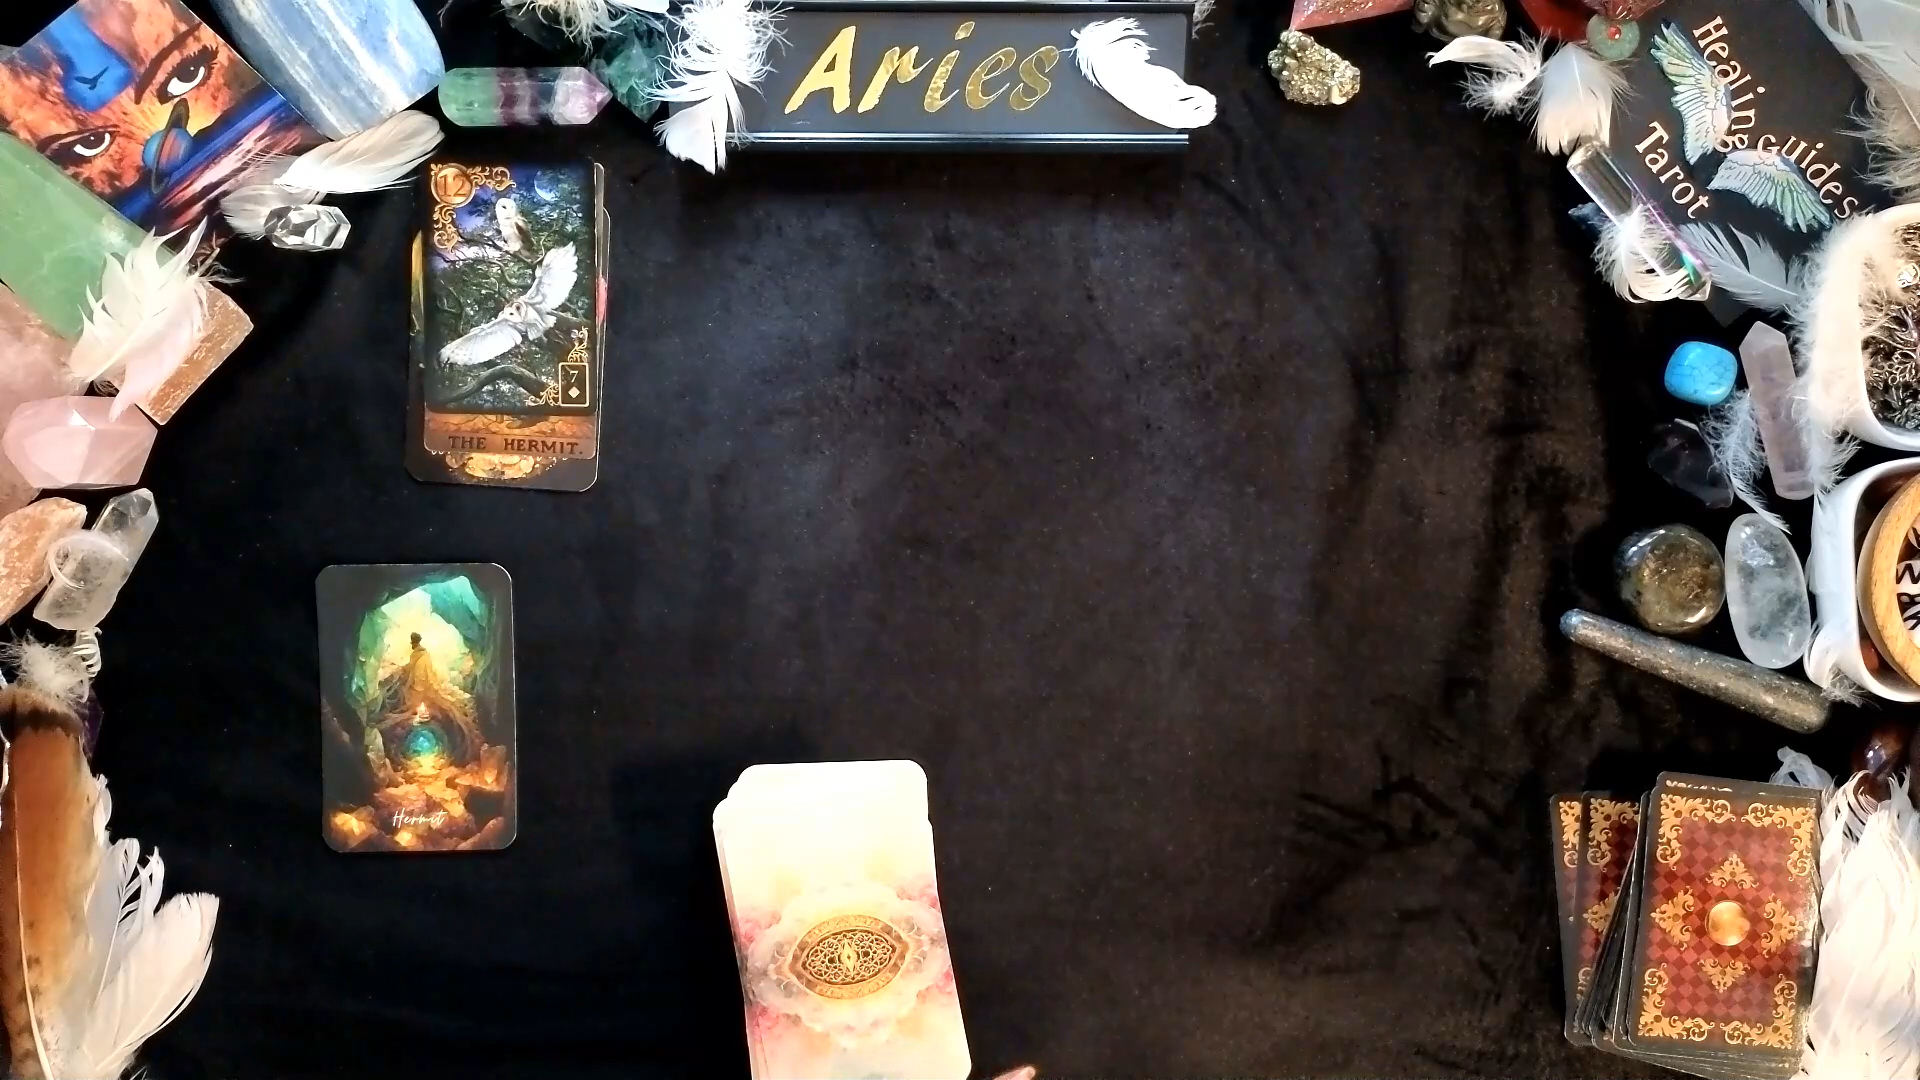 Aries
Healing Guides
Tarot
12
7
THE HERMIT.
Hermit